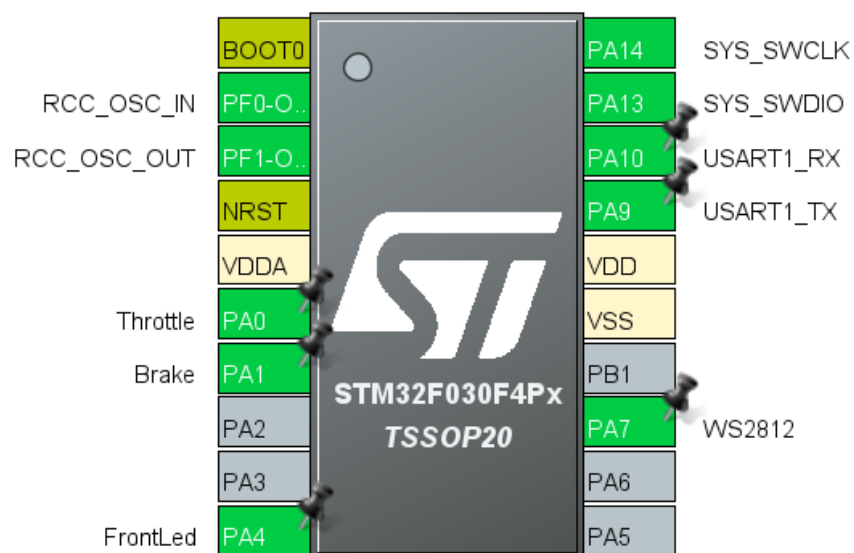 BOOT0 PA14 SYS_SWCLK
RCC_OSC_IN PF0-O.. PA13 SYS_SWDIO
RCC_OSC_OUT PF1-O.. PA10 USART1_RX
NRST PA9 USART1_TX
VDDA VDD
Throttle PA0 VSS
Brake PA1 PB1
STM32F030F4Px
PA2 TSSOP20 PA7 WS2812
PA3 PA6
FrontLed PA4 PA5